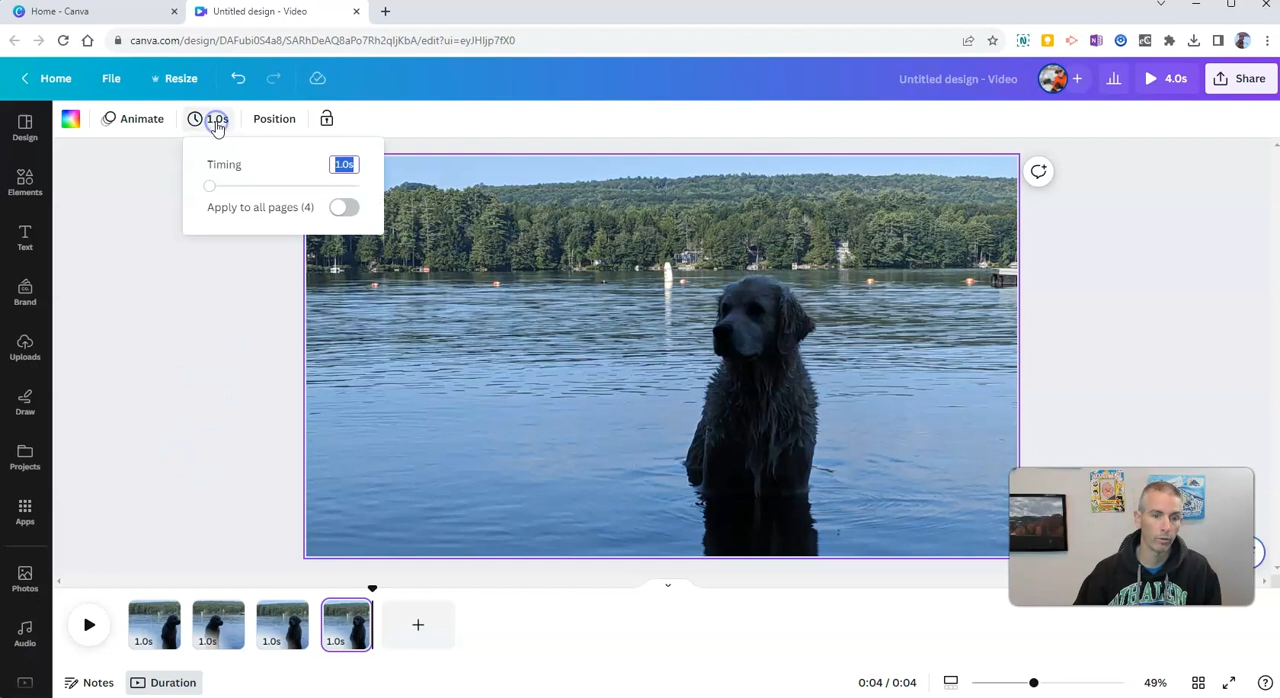 Home - Canva
Untitled design - Video
canva.com/design/DAFubi0S4a8/SARhDeAQ8aPo7Rh2qljKbA/edit?ui=eyJHIjp7fX0
Home
File
Resize
Untitled design - Video
4.0s
Share
Animate
1.0s
Position
Design
Elements
Text
Brand
Uploads
Draw
Projects
Apps
Photos
Audio
Timing
1.0s
Apply to all pages (4)
WHALERS
1.0s
1.0s
1.0s
1.0s
Notes
Duration
0:04 / 0:04
49%